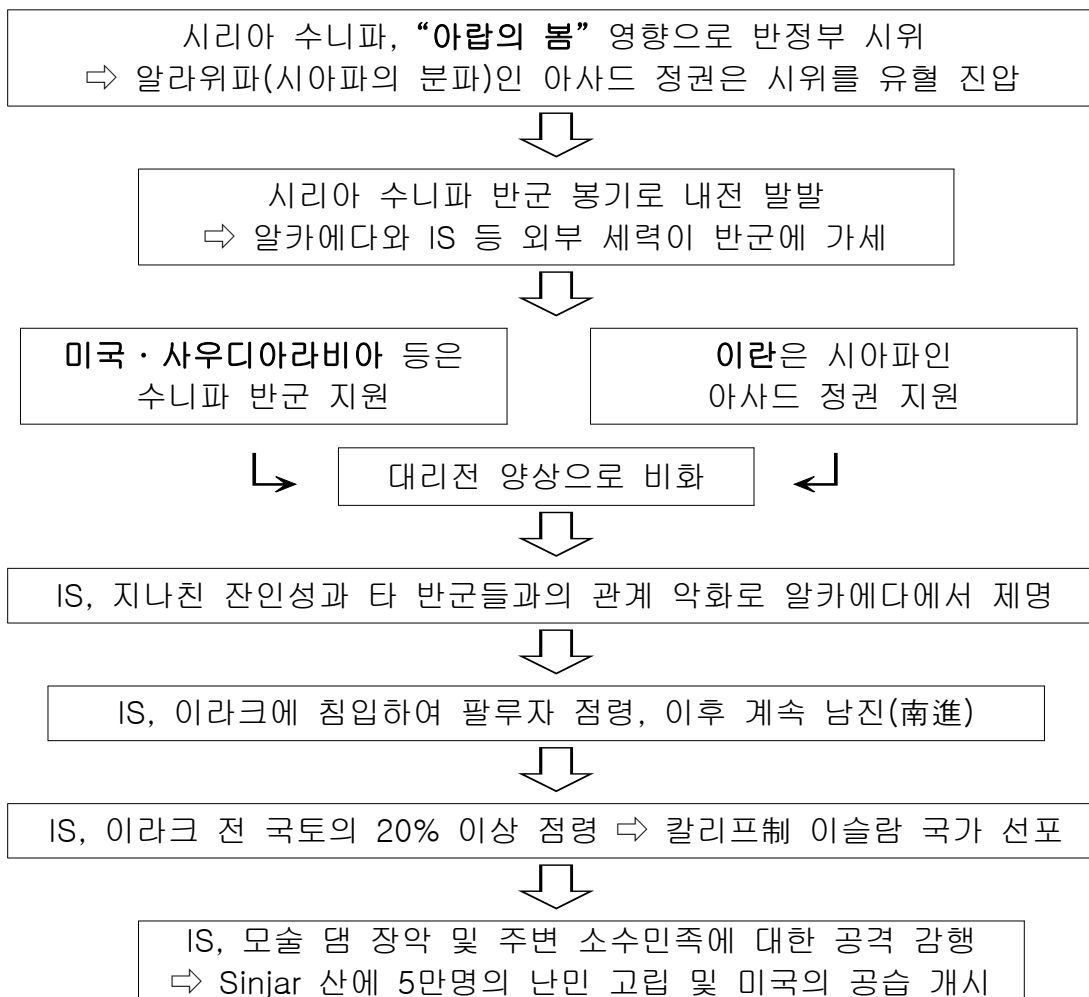 시리아 수니파, “아랍의 봄” 영향으로 반정부 시위
⇨ 알라위파(시아파의 분파)인 아사드 정권은 시위를 유혈 진압
시리아 수니파 반군 봉기로 내전 발발
⇨ 알카에다와 IS 등 외부 세력이 반군에 가세
미국·사우디아라비아 등은
수니파 반군 지원
이란은 시아파인
아사드 정권 지원
대리전 양상으로 비화
IS, 지나친 잔인성과 타 반군들과의 관계 악화로 알카에다에서 제명
IS, 이라크에 침입하여 팔루자 점령, 이후 계속 남진(南進)
IS, 이라크 전 국토의 20% 이상 점령 ⇨ 칼리프制 이슬람 국가 선포
IS, 모술 댐 장악 및 주변 소수민족에 대한 공격 감행
⇨ Sinjar 산에 5만명의 난민 고립 및 미국의 공습 개시